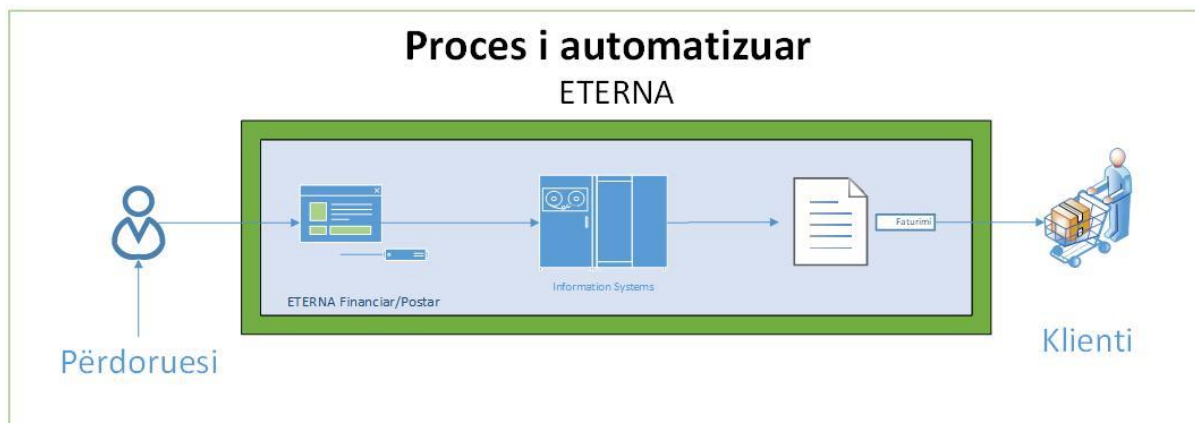 Proces i automatizuar
ETERNA
Faturimi
Information Systems
ETERNA Financiar/Postar
Përdoruesi
Klienti